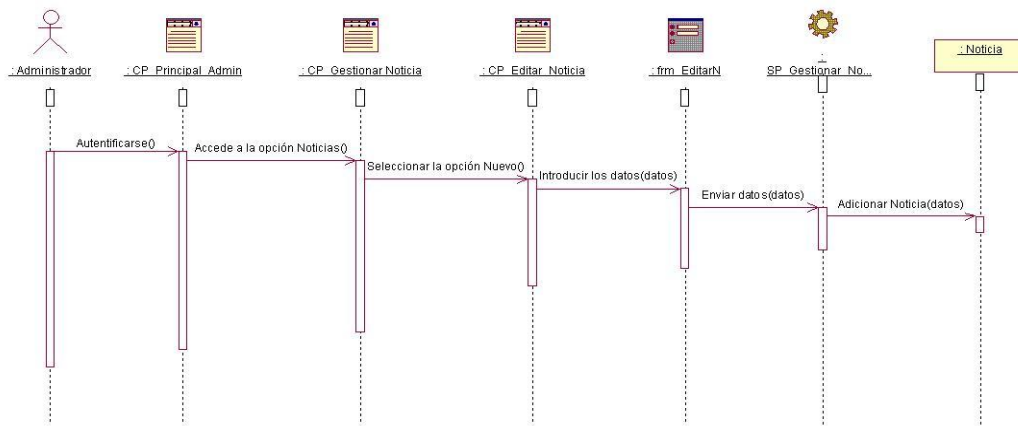 : Administrador
: CP_Principal_Admin
: CP_Gestionar Noticia
: CP_Editar_Noticia
: frm_EditarN
:
SP_Gestionar_No...
: Noticia
Autentificarse()
Accede a la opción Noticias()
Seleccionar la opción Nuevo()
Introducir los datos(datos)
Enviar datos(datos)
Adicionar Noticia(datos)